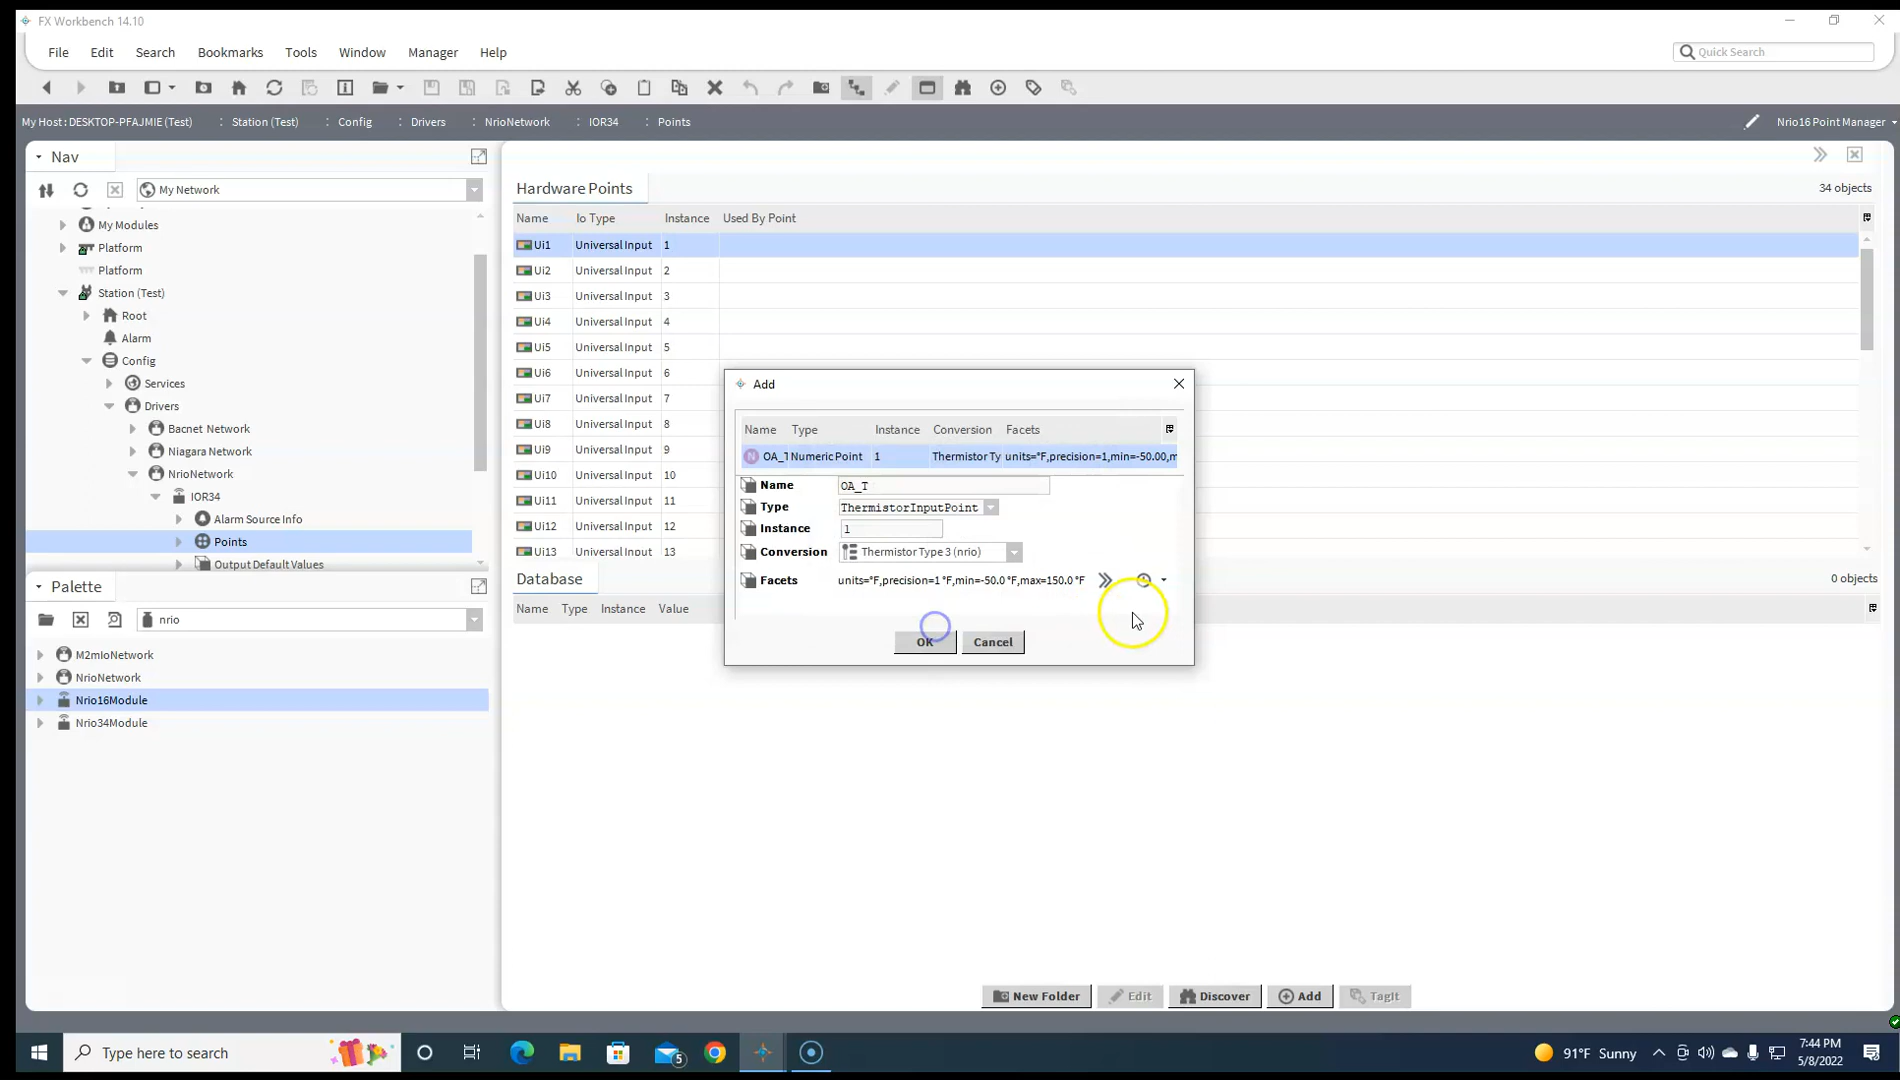 FX Workbench 14.10
File Edit Search Bookmarks Tools Window Manager Help
Quick Search
My Host : DESKTOP-PFAJMIE (Test) : Station (Test) : Config : Drivers : NrioNetwork : IOR34 : Points
Nrio16 Point Manager
Nav
My Network
My Modules
Platform
Platform
Station (Test)
Root
Alarm
Config
Services
Drivers
Bacnet Network
Niagara Network
NrioNetwork
IOR34
Alarm Source Info
Points
Output Default Values
Palette
nrio
M2mIoNetwork
NrioNetwork
Nrio16Module
Nrio34Module
Hardware Points
34 objects
Name Io Type Instance Used By Point
Ui1 Universal Input 1
Ui2 Universal Input 2
Ui3 Universal Input 3
Ui4 Universal Input 4
Ui5 Universal Input 5
Ui6 Universal Input 6
Ui7 Universal Input 7
Ui8 Universal Input 8
Ui9 Universal Input 9
Ui10 Universal Input 10
Ui11 Universal Input 11
Ui12 Universal Input 12
Ui13 Universal Input 13
Database
0 objects
Name Type Instance Value
Add
Name Type Instance Conversion Facets
N OA_T Numeric Point 1 Thermistor Ty units=°F,precision=1,min=-50.00,m
Name OA_T
Type ThermistorInputPoint
Instance 1
Conversion Thermistor Type 3 (nrio)
Facets units=°F,precision=1 °F,min=-50.0 °F,max=150.0 °F
OK Cancel
New Folder Edit Discover Add TagIt
Type here to search
5
91°F Sunny
7:44 PM
5/8/2022